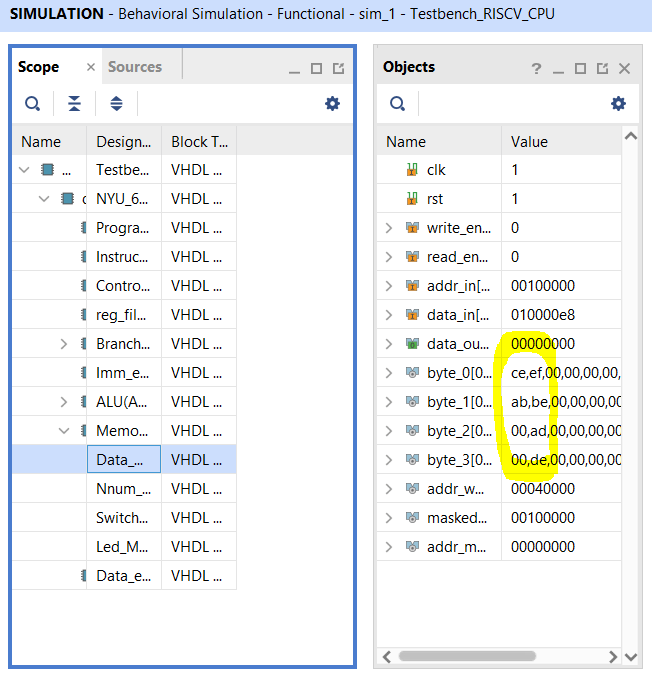 SIMULATION - Behavioral Simulation - Functional - sim_1 - Testbench_RISCV_CPU
Scope × Sources
Name Design... Block T...
... Testbe... VHDL ...
NYU_6... VHDL ...
Progra... VHDL ...
Instruc... VHDL ...
Contro... VHDL ...
reg_fil... VHDL ...
Branch... VHDL ...
Imm_e... VHDL ...
ALU(A... VHDL ...
Memo... VHDL ...
Data_... VHDL ...
Nnum_... VHDL ...
Switch... VHDL ...
Led_M... VHDL ...
Data_e... VHDL ...
Objects ?
Name Value
clk 1
rst 1
write_en... 0
read_en... 0
addr_in[... 00100000
data_in[... 010000e8
data_ou... 00000000
byte_0[0... ce,ef,00,00,00,00,
byte_1[0... ab,be,00,00,00,00
byte_2[0... 00,ad,00,00,00,00
byte_3[0... 00,de,00,00,00,00
addr_w... 00040000
masked... 00100000
addr_m... 00000000